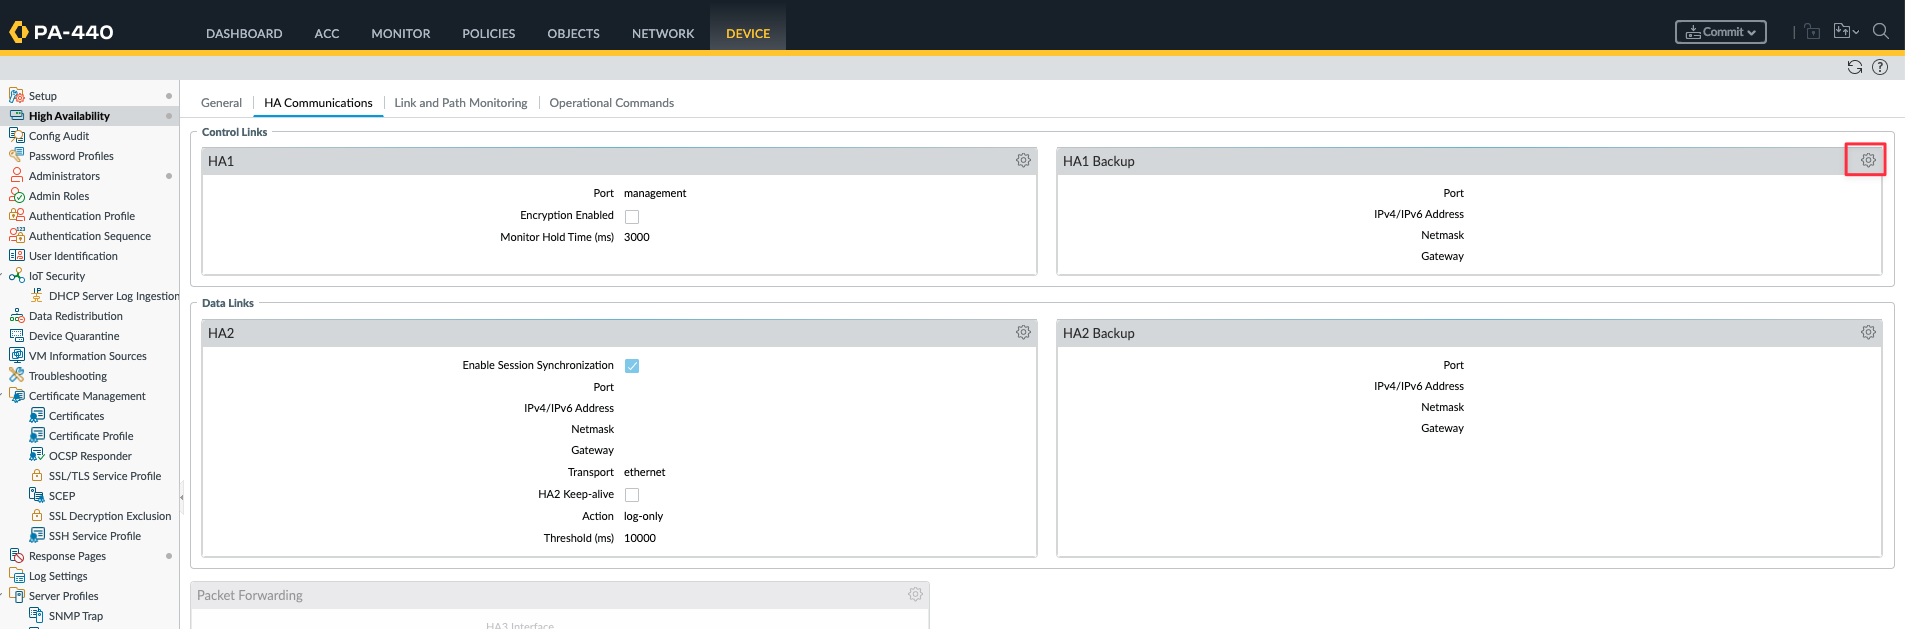 PA-440
DASHBOARD ACC MONITOR POLICIES OBJECTS NETWORK DEVICE
Commit
Setup
High Availability
Config Audit
Password Profiles
Administrators
Admin Roles
Authentication Profile
Authentication Sequence
User Identification
IoT Security
DHCP Server Log Ingestion
Data Redistribution
Device Quarantine
VM Information Sources
Troubleshooting
Certificate Management
Certificates
Certificate Profile
OCSP Responder
SSL/TLS Service Profile
SCEP
SSL Decryption Exclusion
SSH Service Profile
Response Pages
Log Settings
Server Profiles
SNMP Trap
General HA Communications Link and Path Monitoring Operational Commands
Control Links
HA1
Port management
Encryption Enabled
Monitor Hold Time (ms) 3000
HA1 Backup
Port
IPv4/IPv6 Address
Netmask
Gateway
Data Links
HA2
Enable Session Synchronization
Port
IPv4/IPv6 Address
Netmask
Gateway
Transport ethernet
HA2 Keep-alive
Action log-only
Threshold (ms) 10000
HA2 Backup
Port
IPv4/IPv6 Address
Netmask
Gateway
Packet Forwarding
HA3 Interface